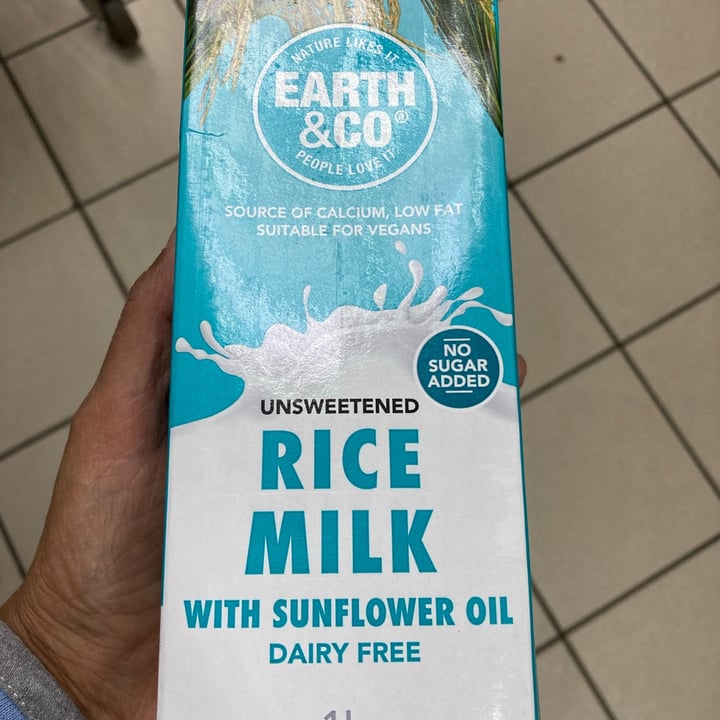 NATURE LIKES IT
EARTH
&CO®
PEOPLE LOVE IT
SOURCE OF CALCIUM, LOW FAT
SUITABLE FOR VEGANS
NO
SUGAR
ADDED
UNSWEETENED
RICE
MILK
WITH SUNFLOWER OIL
DAIRY FREE